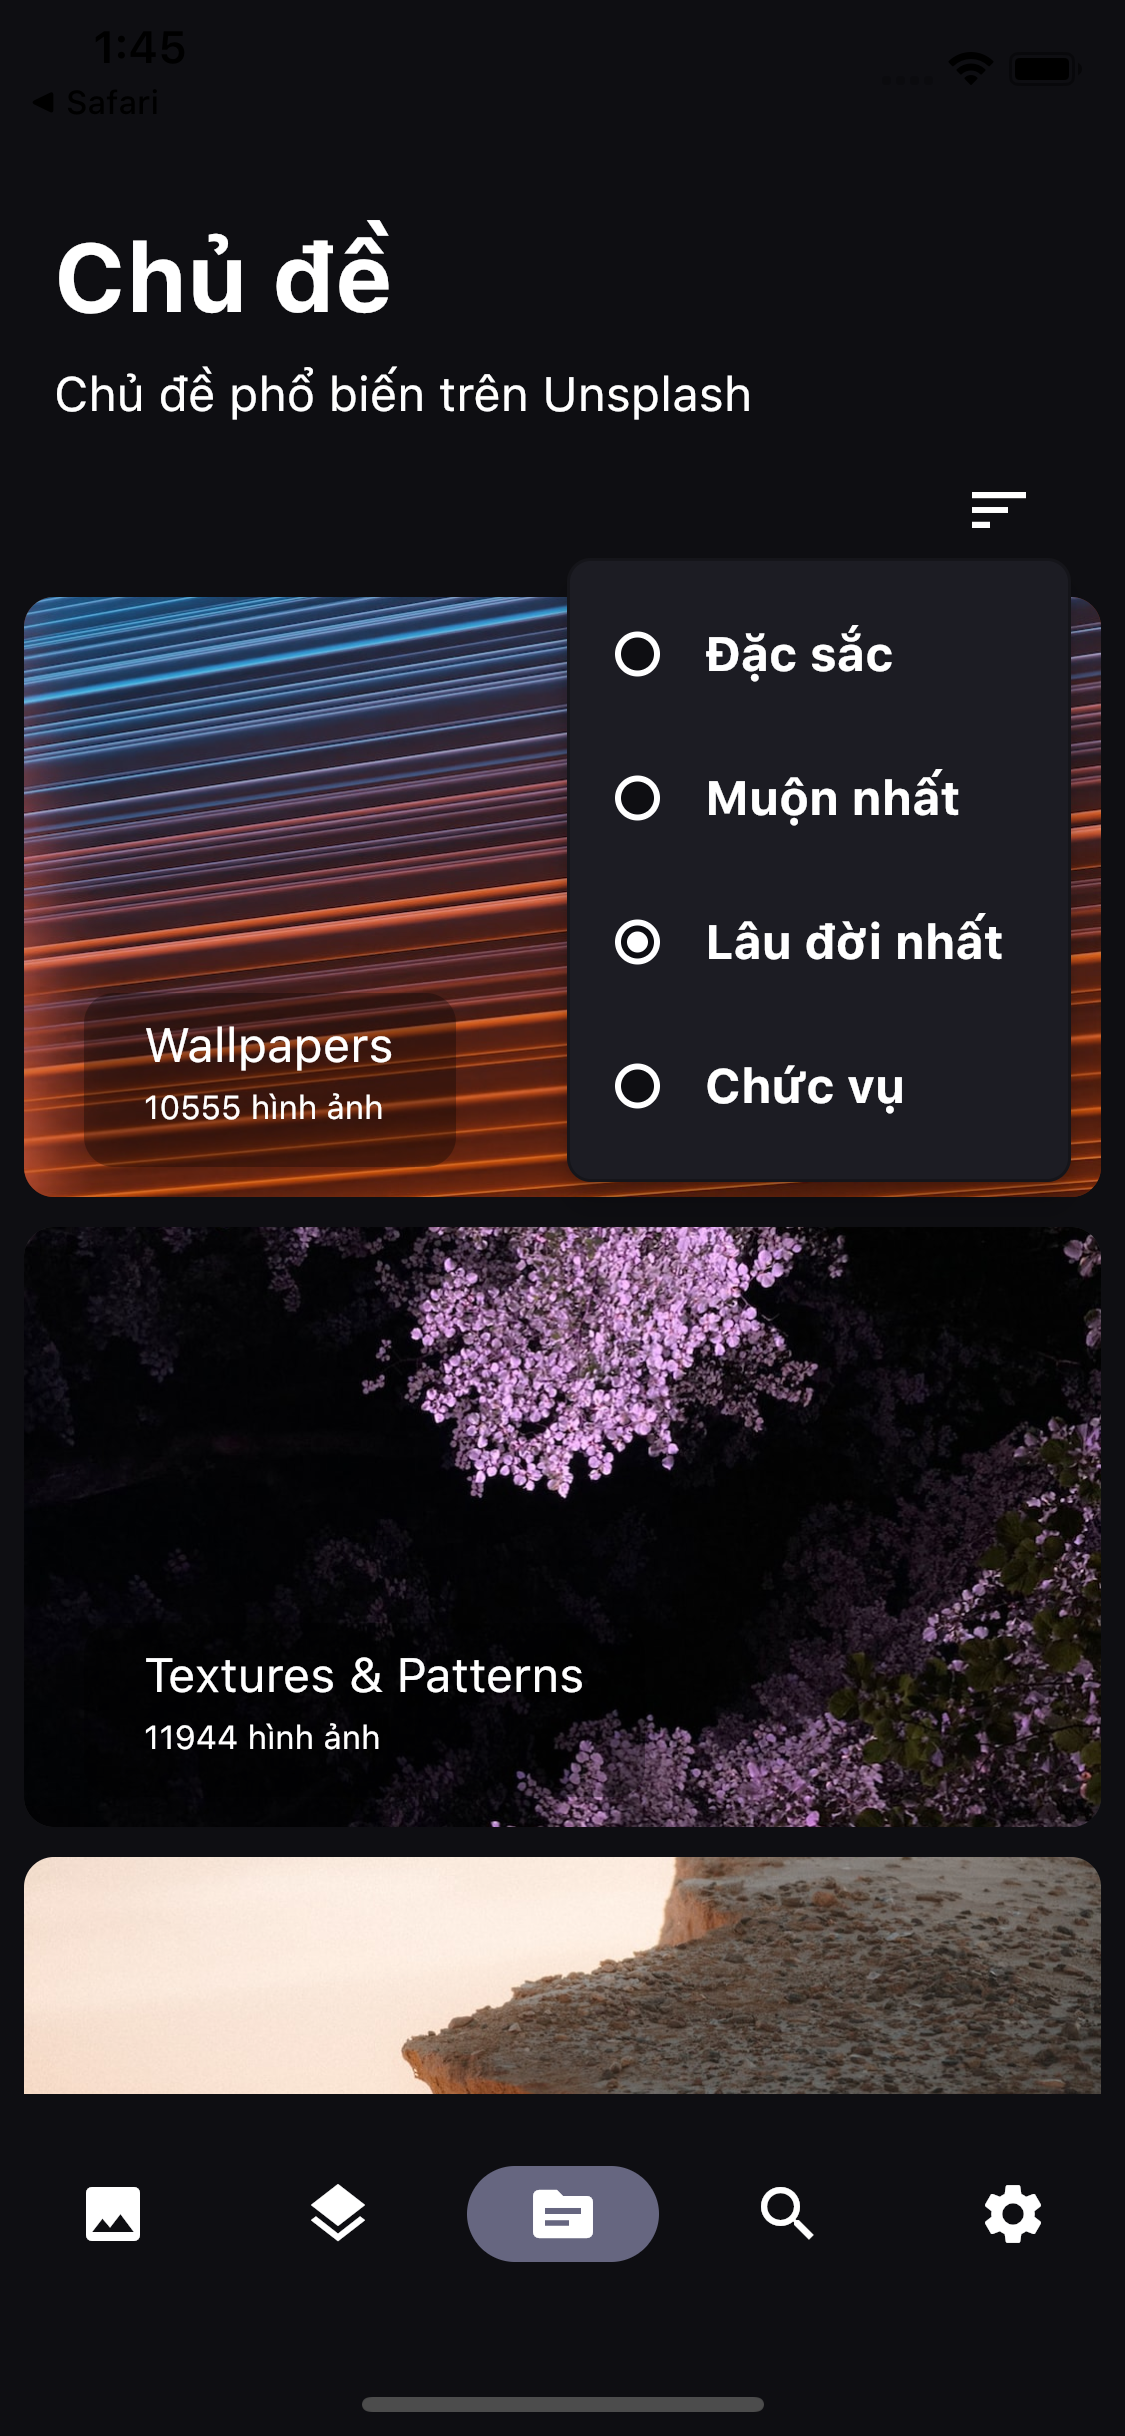 1:45
Safari
Chủ đề
Chủ đề phổ biến trên Unsplash
Đặc sắc
Muộn nhất
Lâu đời nhất
Chức vụ
Wallpapers
10555 hình ảnh
Textures & Patterns
11944 hình ảnh